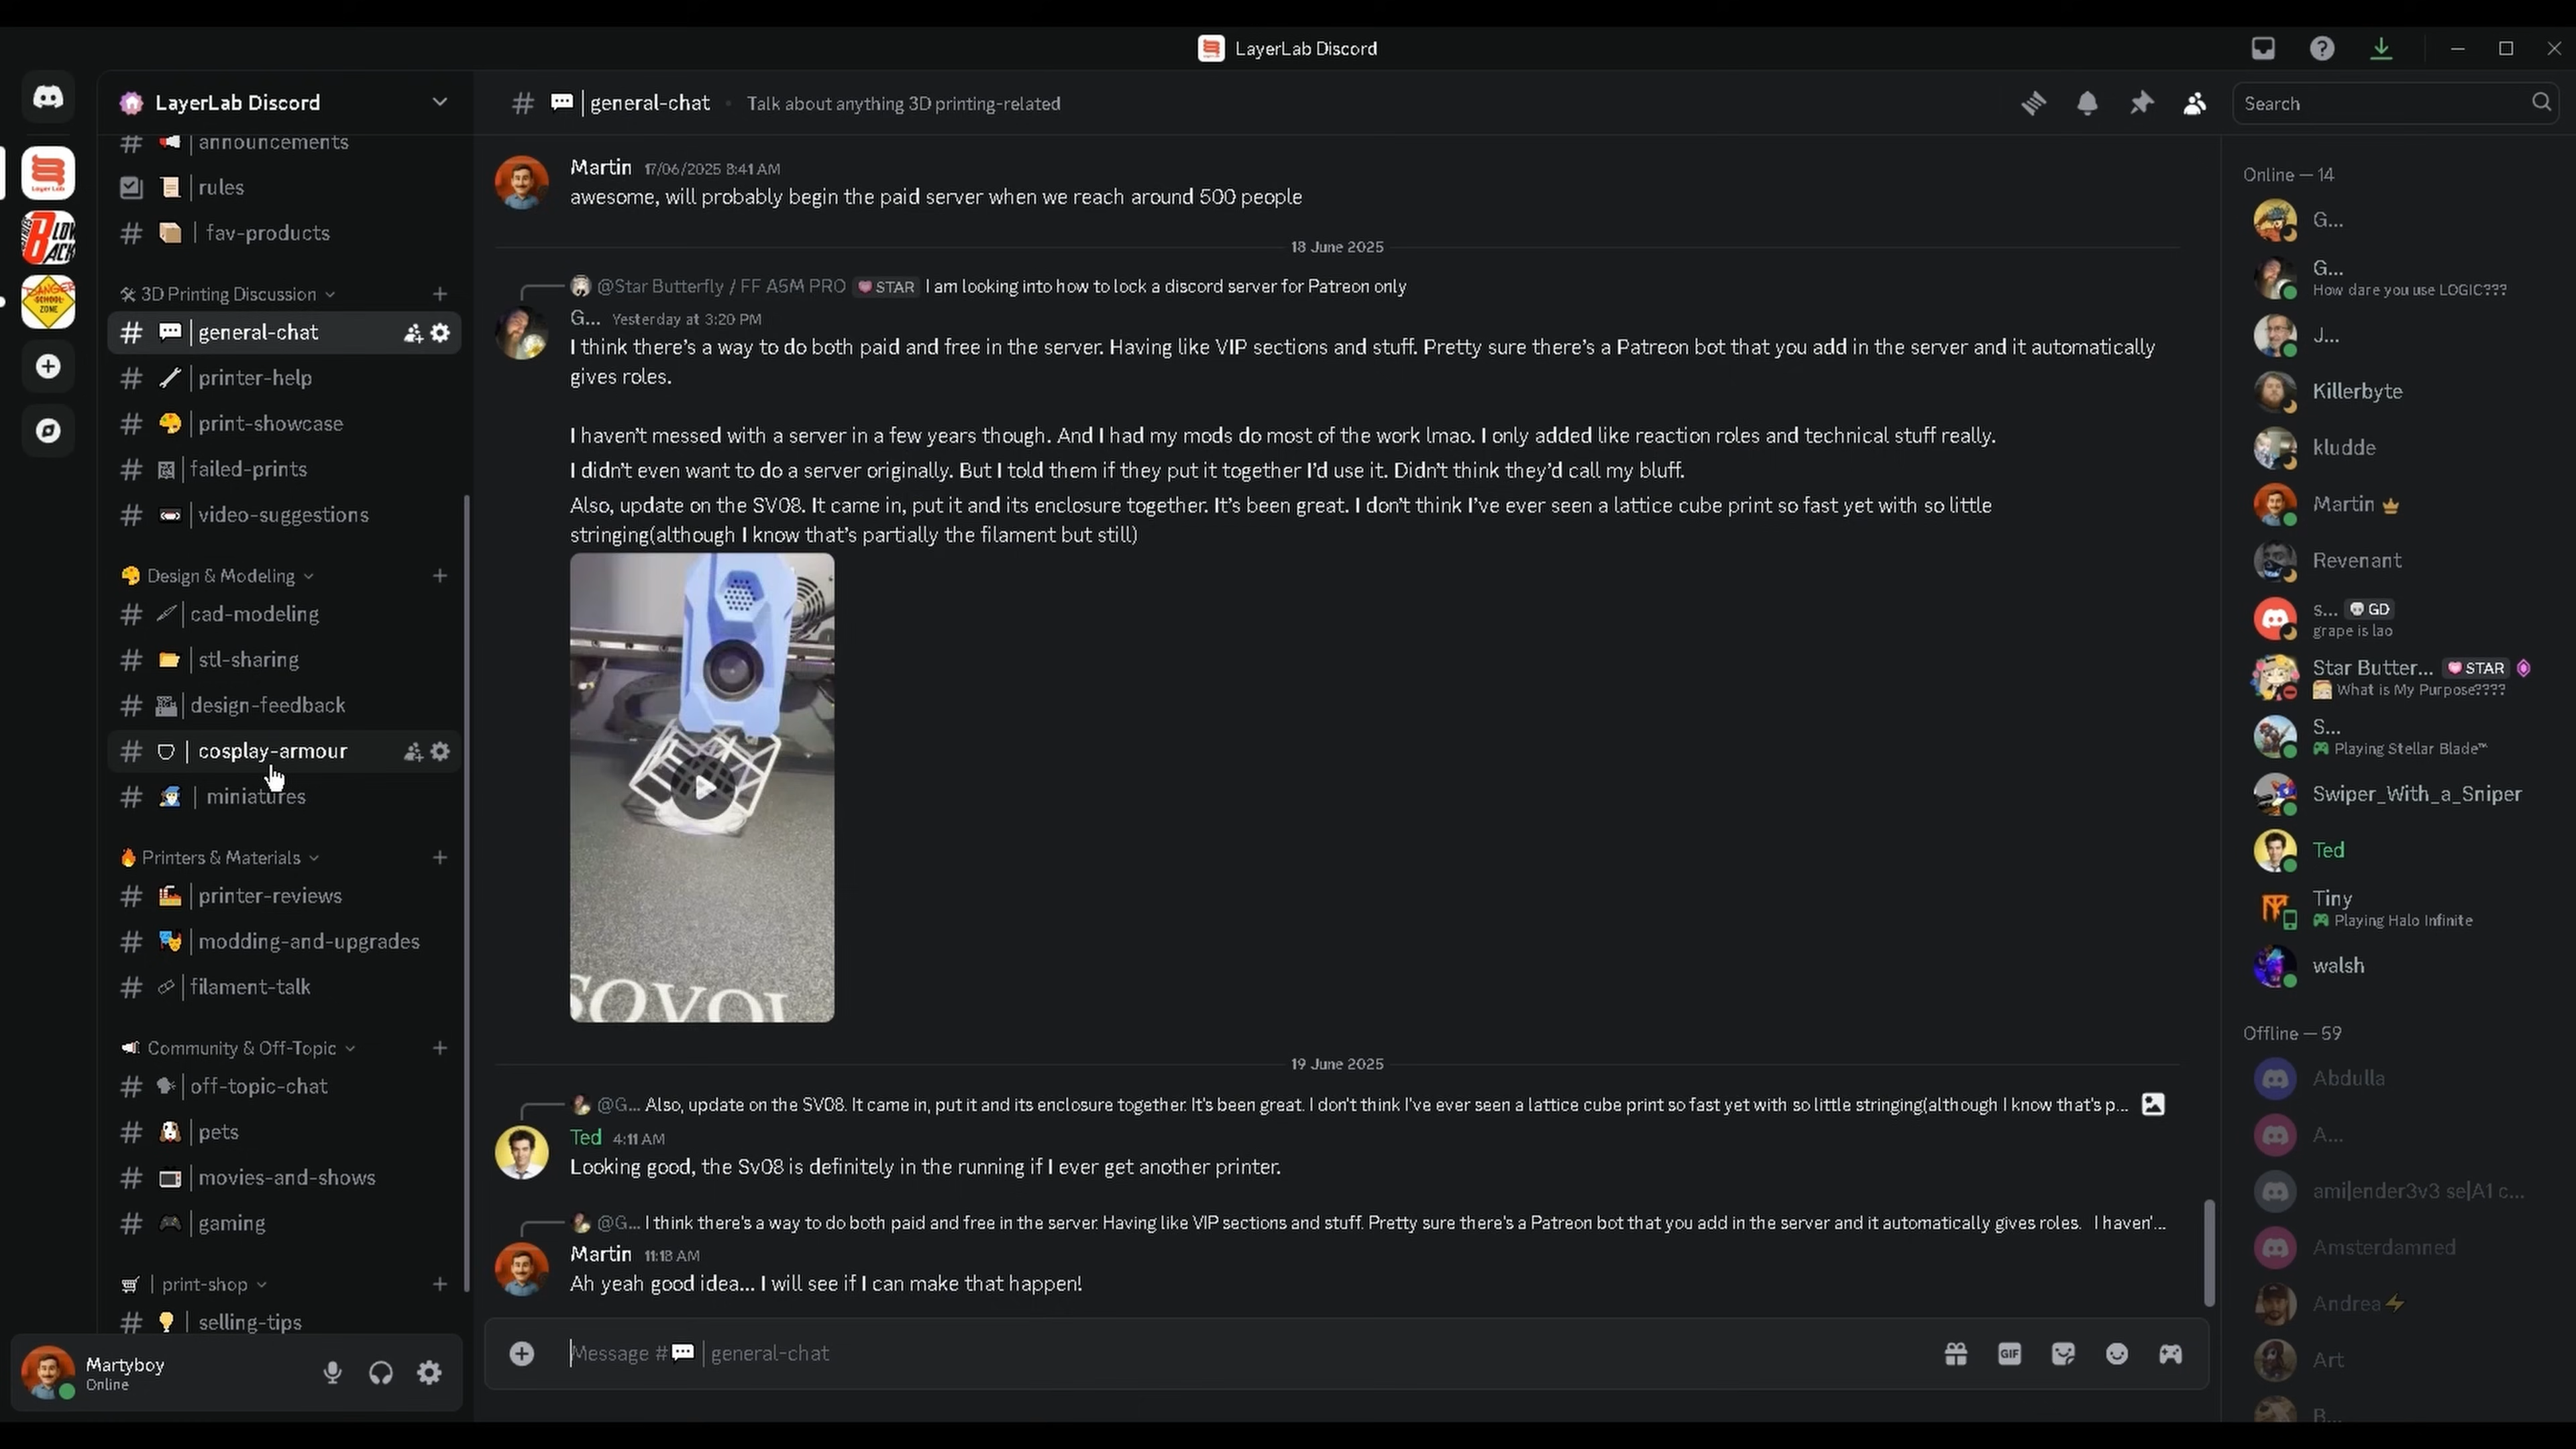 LayerLab Discord
LayerLab Discord
announcements
rules
fav-products
3D Printing Discussion
general-chat
printer-help
print-showcase
failed-prints
video-suggestions
Design & Modeling
cad-modeling
stl-sharing
design-feedback
cosplay-armour
miniatures
Printers & Materials
printer-reviews
modding-and-upgrades
filament-talk
Community & Off-Topic
off-topic-chat
pets
movies-and-shows
gaming
print-shop
selling-tips
Martyboy
Online
general-chat Talk about anything 3D printing-related
Search
Martin 17/06/2025 8:41 AM
awesome, will probably begin the paid server when we reach around 500 people
18 June 2025
@Star Butterfly / FF A5M PRO STAR I am looking into how to lock a discord server for Patreon only
G... Yesterday at 3:20 PM
I think there's a way to do both paid and free in the server. Having like VIP sections and stuff. Pretty sure there's a Patreon bot that you add in the server and it automatically
gives roles.
I haven't messed with a server in a few years though. And I had my mods do most of the work lmao. I only added like reaction roles and technical stuff really.
I didn't even want to do a server originally. But I told them if they put it together I'd use it. Didn't think they'd call my bluff.
Also, update on the SV08. It came in, put it and its enclosure together. It's been great. I don't think I've ever seen a lattice cube print so fast yet with so little
stringing(although I know that's partially the filament but still)
SOVOL
19 June 2025
@G... Also, update on the SV08. It came in, put it and its enclosure together. It's been great. I don't think I've ever seen a lattice cube print so fast yet with so little stringing(although I know that's p...
Ted 4:11 AM
Looking good, the Sv08 is definitely in the running if I ever get another printer.
@G... I think there's a way to do both paid and free in the server. Having like VIP sections and stuff. Pretty sure there's a Patreon bot that you add in the server and it automatically gives roles. I haven'...
Martin 11:18 AM
Ah yeah good idea... I will see if I can make that happen!
Message # general-chat
GIF
Online — 14
G...
G...
How dare you use LOGIC???
J...
Killerbyte
kludde
Martin
Revenant
s... GD
grape is lao
Star Butter... STAR
What is My Purpose????
S...
Playing Stellar Blade™
Swiper_With_a_Sniper
Ted
Tiny
Playing Halo Infinite
walsh
Offline — 59
Abdulla
A...
ami|ender3v3 se|A1 c...
Amsterdamned
Andrea
Art
B...
Layer Lab
BLOW
BACK
DANGER
SCHOOL
ZONE